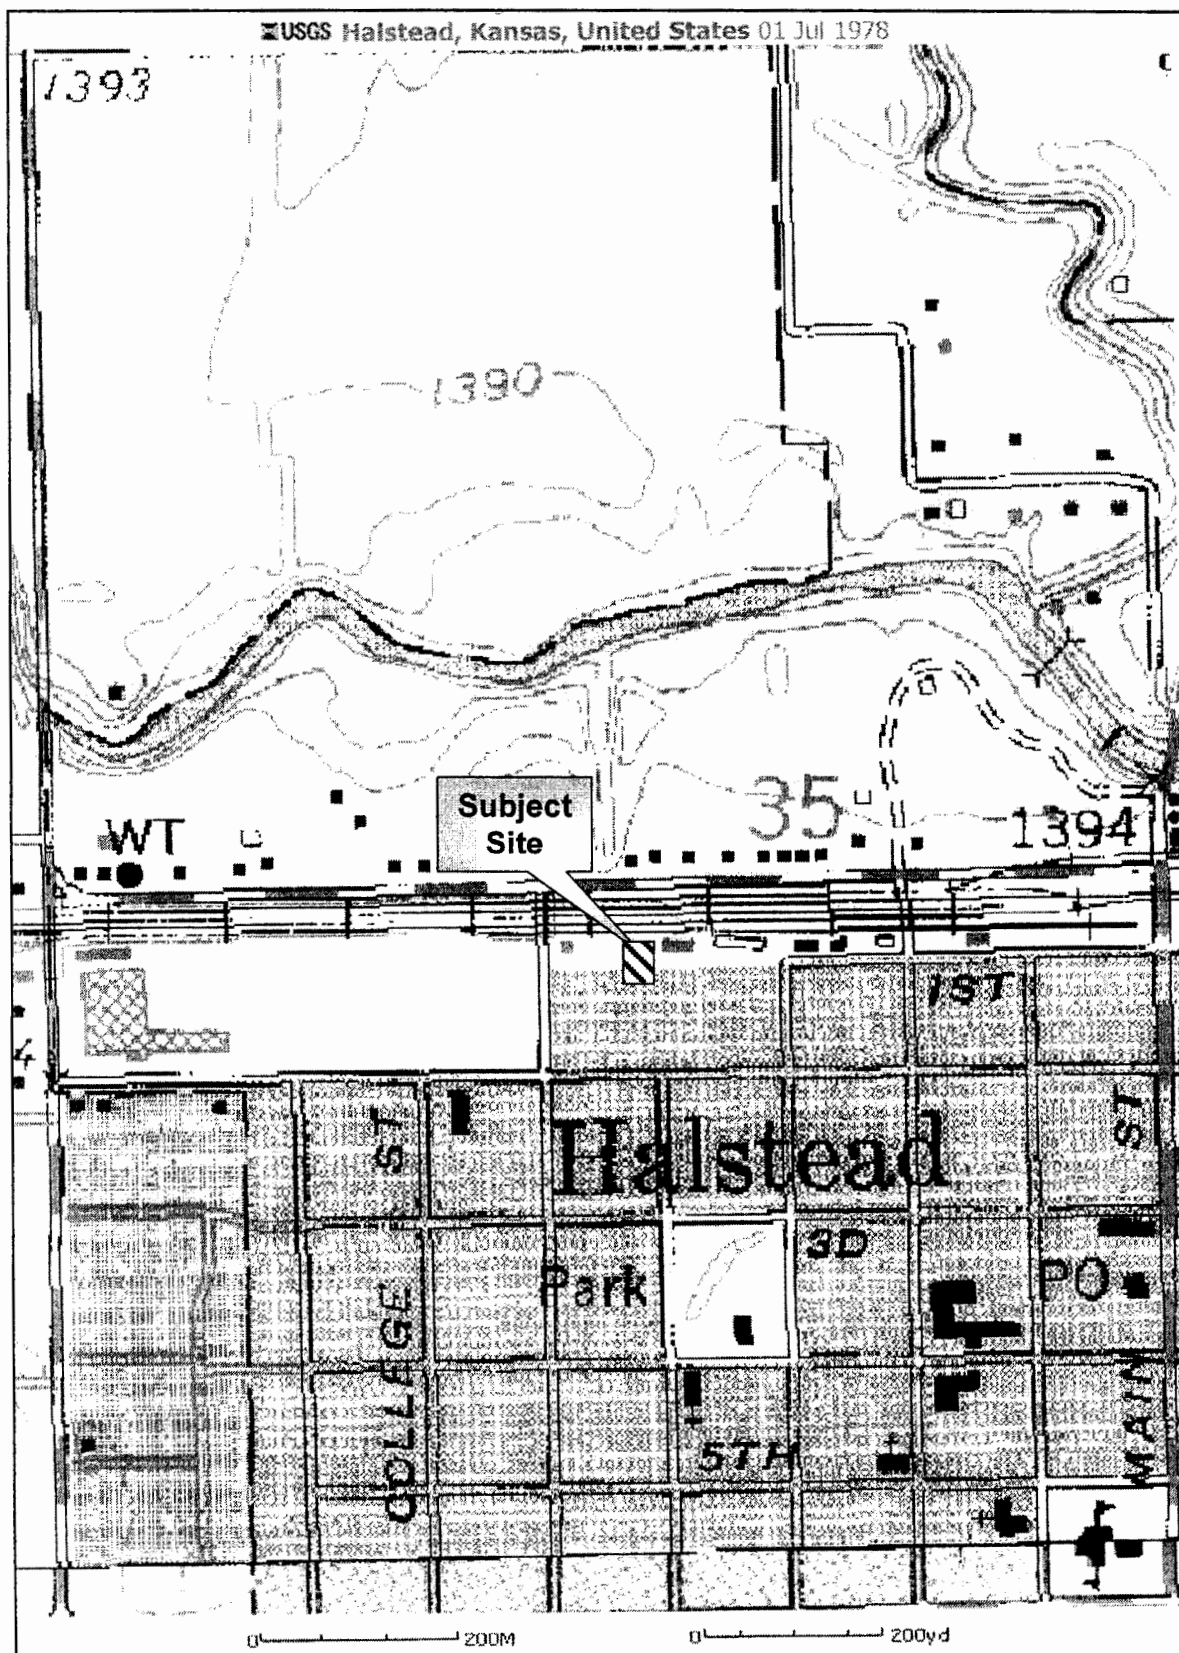 USGS Halstead, Kansas, United States 01 Jul 1978
1393
1390
35
Subject
Site
WT
1394
1ST
4
ST
ST
Halstead
3D
Park
PO
COLLEGE
MAIN
5TH
0 200M 0 200yd